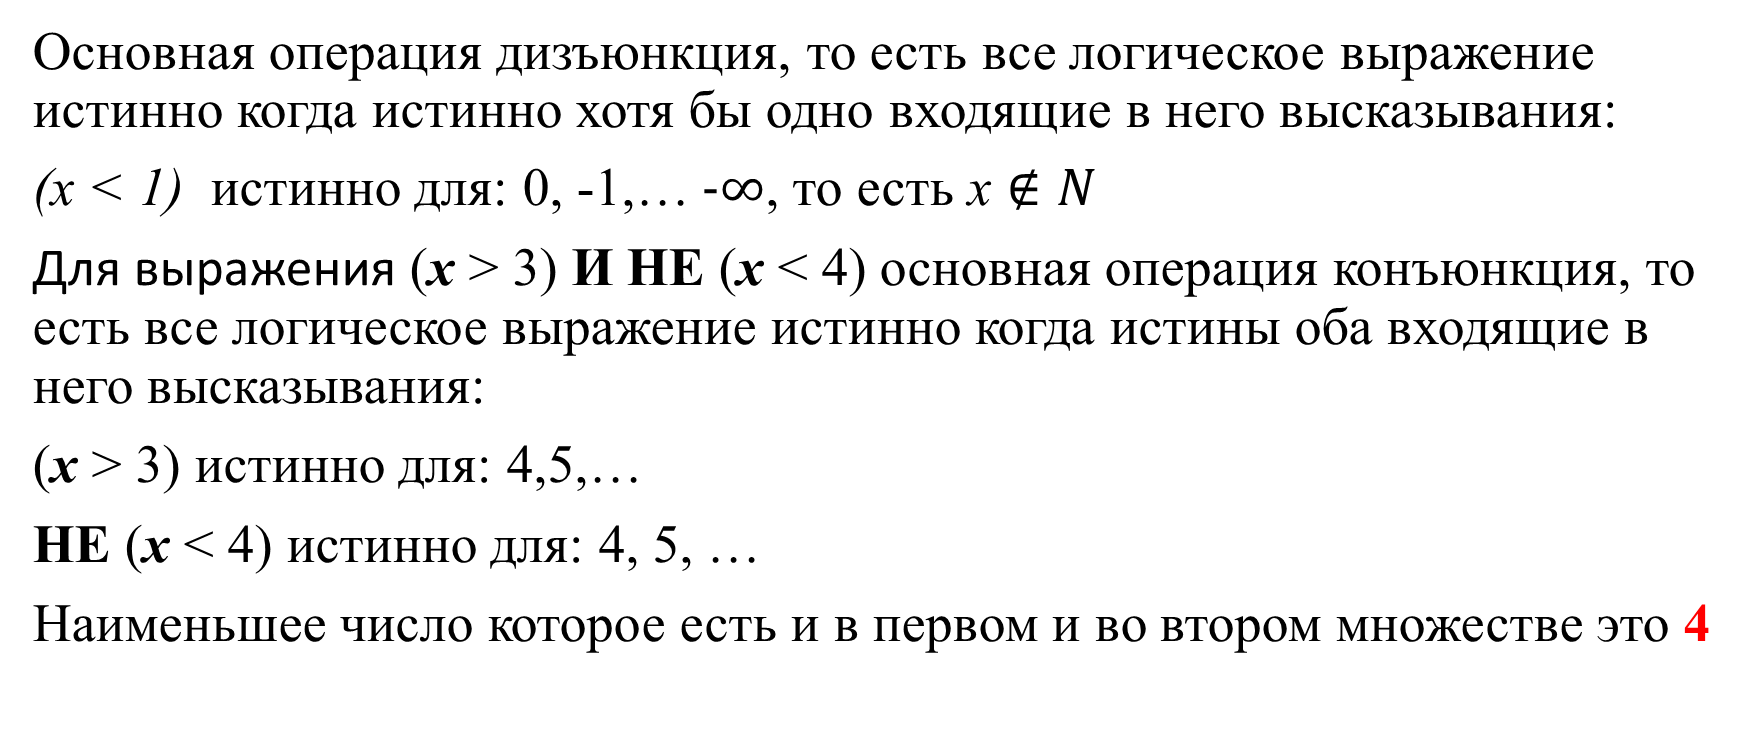 Основная операция дизъюнкция, то есть все логическое выражение
истинно когда истинно хотя бы одно входящие в него высказывания:
(x < 1)  истинно для: 0, -1,… -∞, то есть x ∉ N
Для выражения (x > 3) И НЕ (x < 4) основная операция конъюнкция, то
есть все логическое выражение истинно когда истины оба входящие в
него высказывания:
(x > 3) истинно для: 4,5,…
НЕ (x < 4) истинно для: 4, 5, …
Наименьшее число которое есть и в первом и во втором множестве это 4